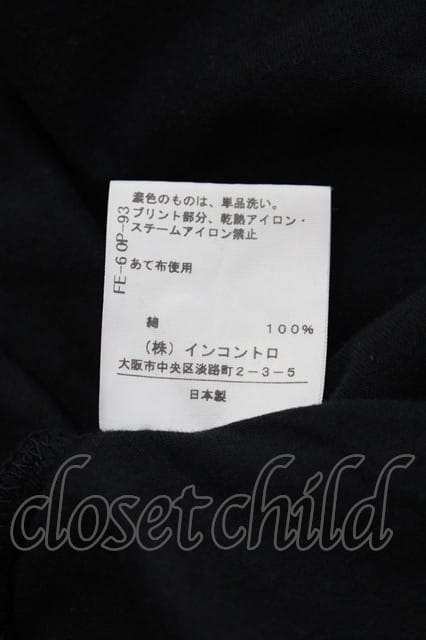 濃色のものは、単品洗い。
プリント部分、乾熱アイロン・
スチームアイロン禁止
あて布使用
FE-6 OP-93
綿 100%
(株) インコントロ
大阪市中央区淡路町2-3-5
日本製
closetchild